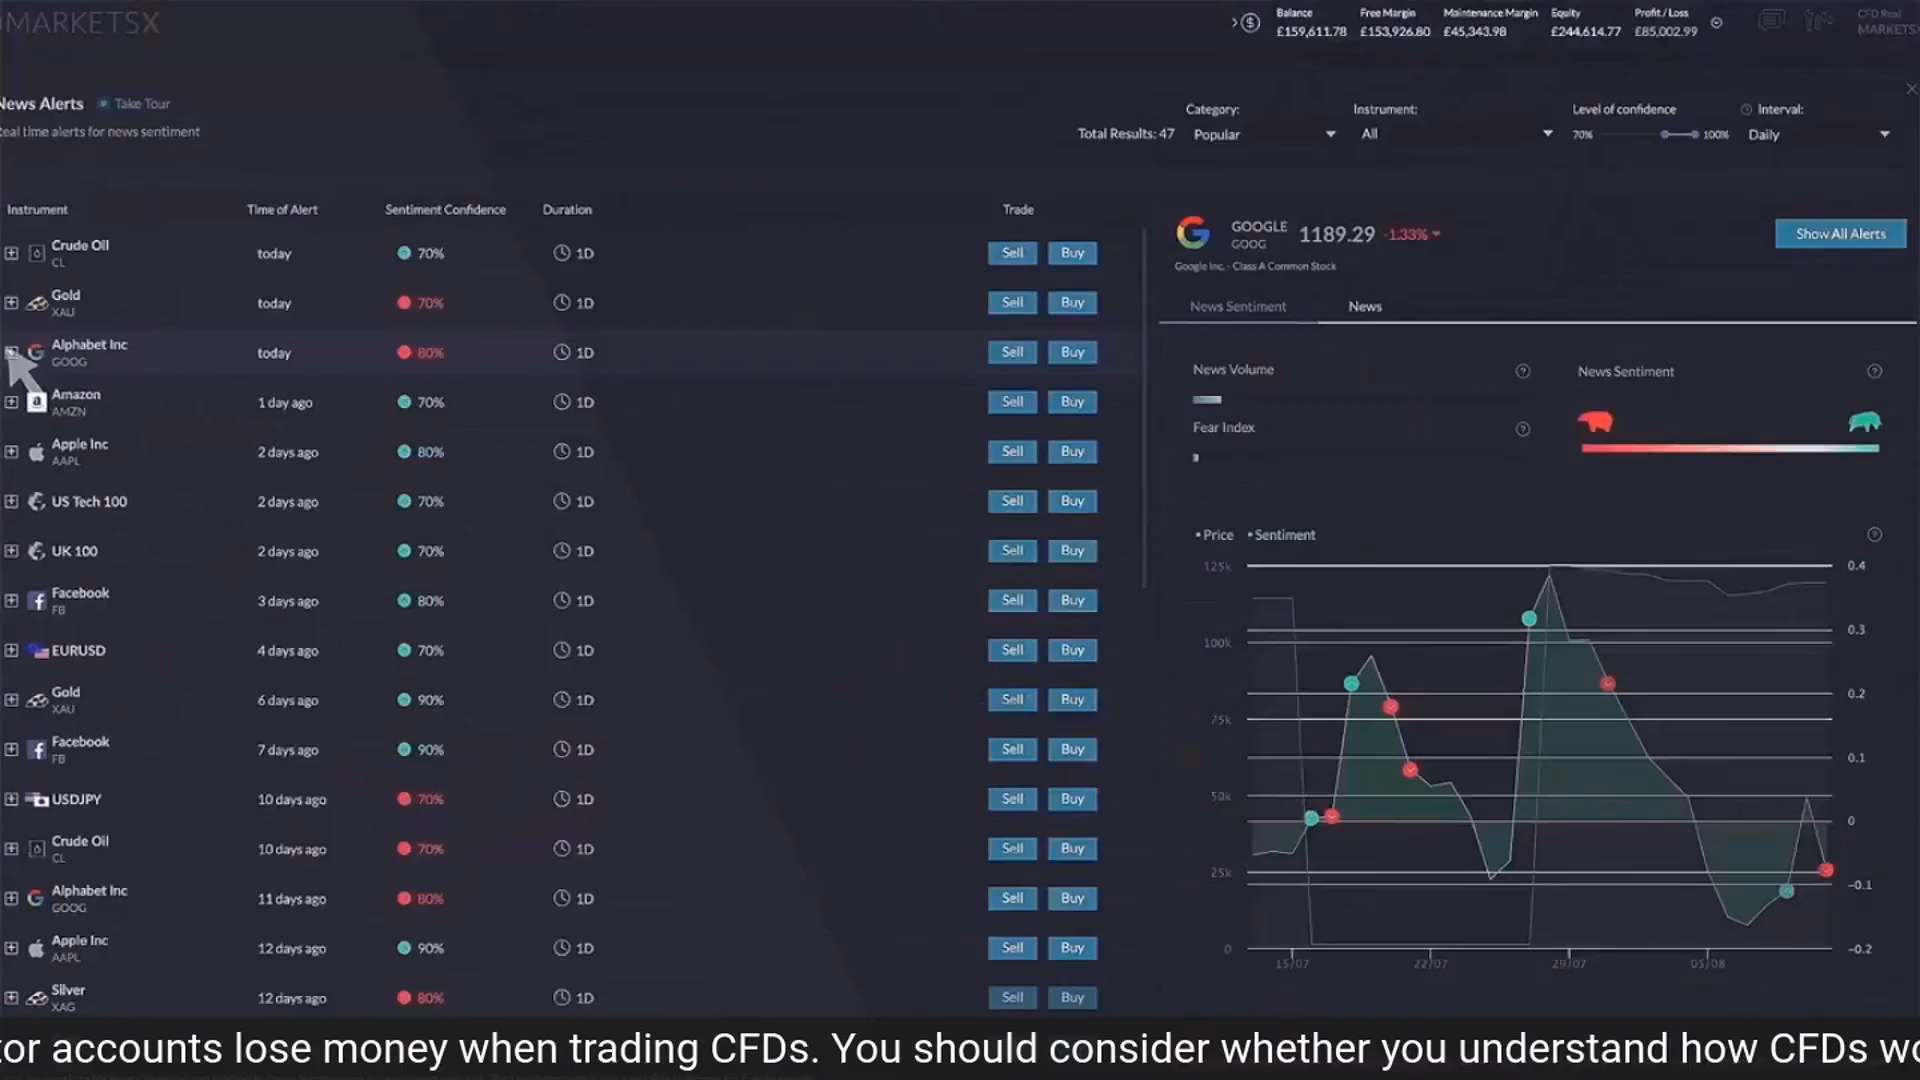 MARKETSX
Balance Free Margin Maintenance Margin Equity Profit / Loss
£159,611.78 £153,926.80 £45,343.98 £244,614.77 £85,002.99
CFD Real
MARKETSX
News Alerts Take Tour
Real time alerts for news sentiment
Category: Instrument: Level of confidence Interval:
Total Results: 47 Popular All 70% 100% Daily
Instrument Time of Alert Sentiment Confidence Duration Trade
Crude Oil CL today 70% 1D Sell Buy
Gold XAU today 70% 1D Sell Buy
Alphabet Inc GOOG today 80% 1D Sell Buy
Amazon AMZN 1 day ago 70% 1D Sell Buy
Apple Inc AAPL 2 days ago 80% 1D Sell Buy
US Tech 100 2 days ago 70% 1D Sell Buy
UK 100 2 days ago 70% 1D Sell Buy
Facebook FB 3 days ago 80% 1D Sell Buy
EURUSD 4 days ago 70% 1D Sell Buy
Gold XAU 6 days ago 90% 1D Sell Buy
Facebook FB 7 days ago 90% 1D Sell Buy
USDJPY 10 days ago 70% 1D Sell Buy
Crude Oil CL 10 days ago 70% 1D Sell Buy
Alphabet Inc GOOG 11 days ago 80% 1D Sell Buy
Apple Inc AAPL 12 days ago 90% 1D Sell Buy
Silver XAG 12 days ago 80% 1D Sell Buy
GOOGLE 1189.29 -1.33%
GOOG
Google Inc. - Class A Common Stock
Show All Alerts
News Sentiment News
News Volume
News Sentiment
Fear Index
Price Sentiment
125k 0.4
0.3
100k
0.2
75k
0.1
50k
0
25k
-0.1
0 -0.2
15/07 22/07 29/07 05/08
tor accounts lose money when trading CFDs. You should consider whether you understand how CFDs wo